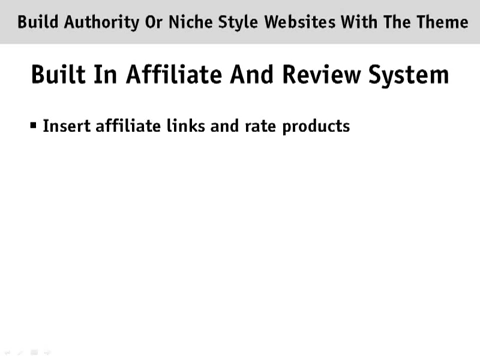 Build Authority Or Niche Style Websites With The Theme
Built In Affiliate And Review System
▪ Insert affiliate links and rate products